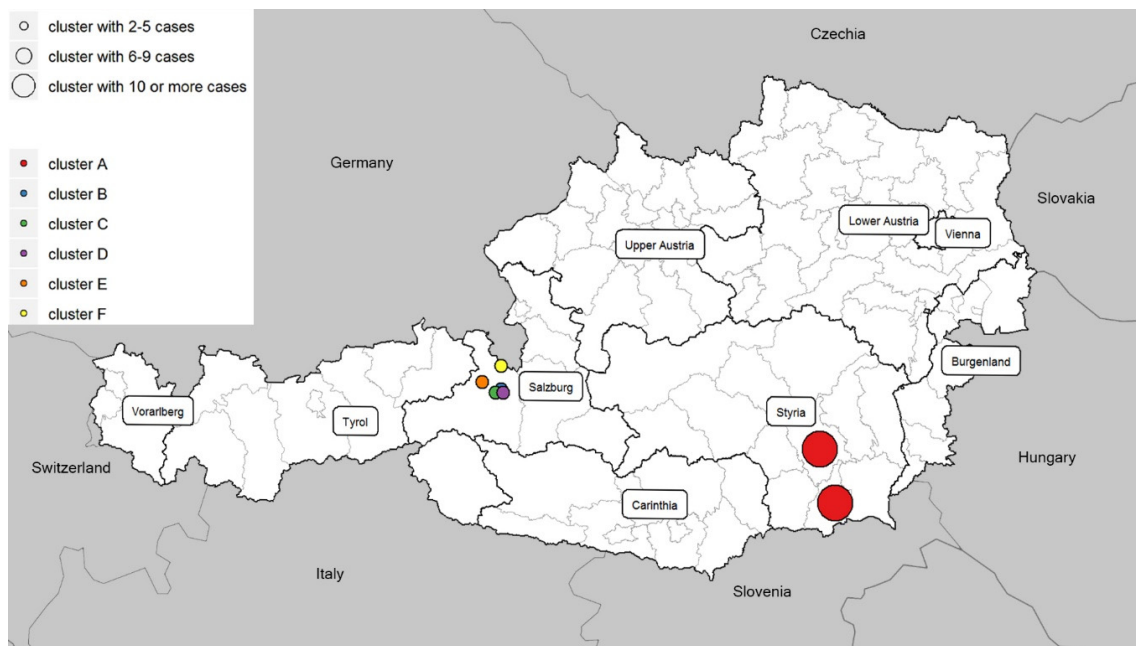 cluster with 2-5 cases
cluster with 6-9 cases
cluster with 10 or more cases
cluster A
cluster B
cluster C
cluster D
cluster E
cluster F
Czechia
Germany
Slovakia
Lower Austria
Vienna
Upper Austria
Burgenland
Salzburg
Vorarlberg
Styria
Tyrol
Switzerland
Hungary
Carinthia
Italy
Slovenia